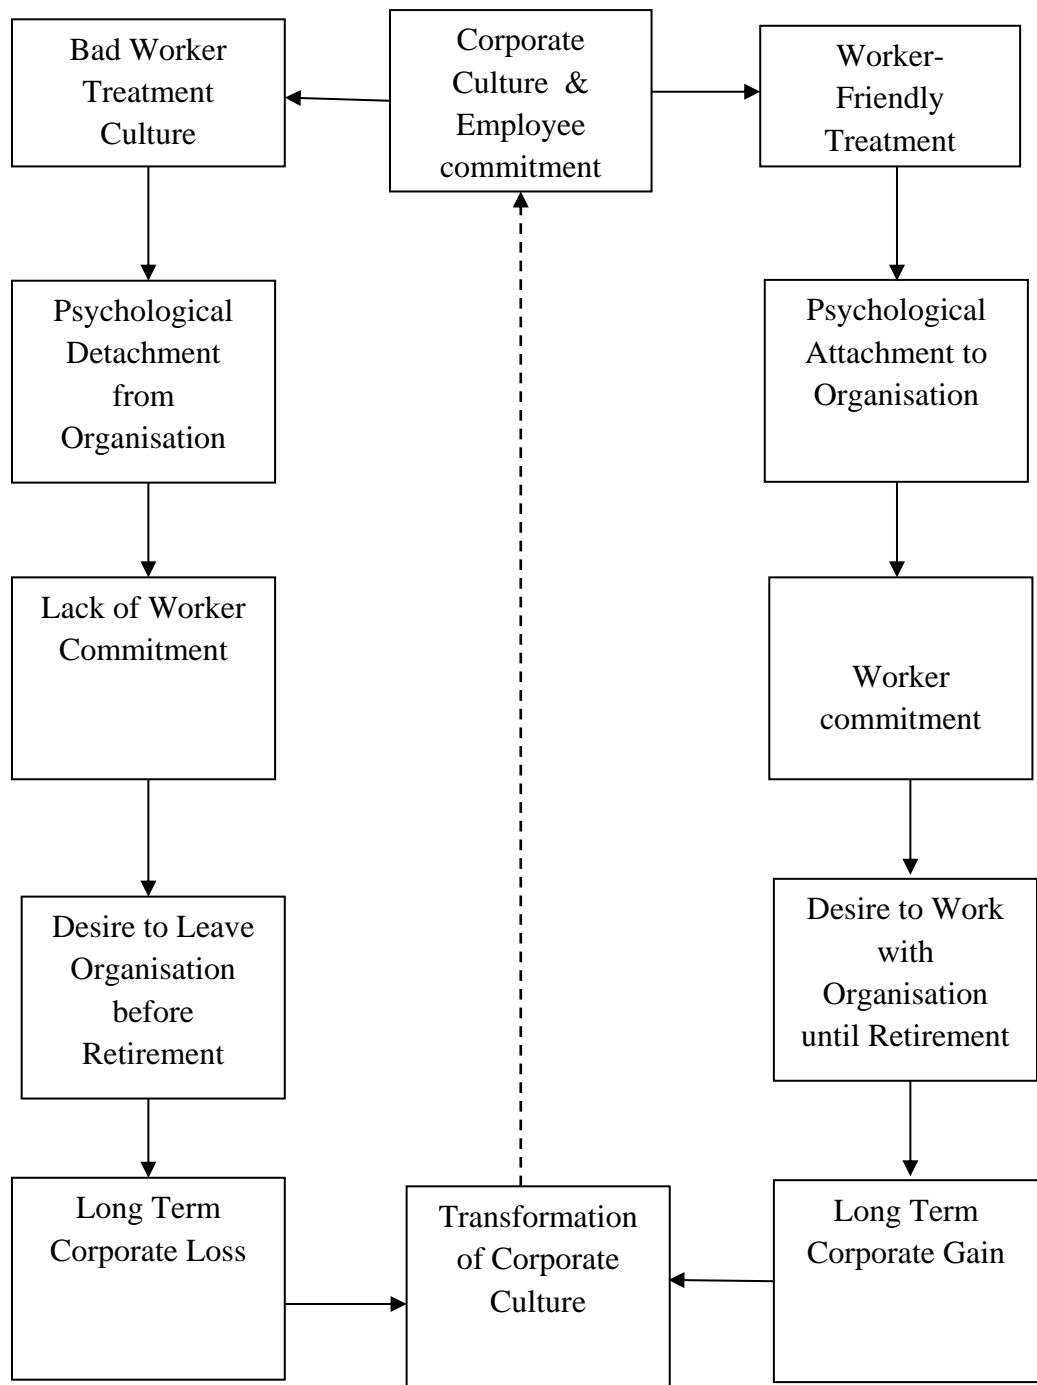 Bad Worker
Treatment
Culture
Corporate
Culture &
Employee
commitment
Worker-
Friendly
Treatment
Psychological
Detachment
from
Organisation
Psychological
Attachment to
Organisation
Lack of Worker
Commitment
Worker
commitment
Desire to Leave
Organisation
before
Retirement
Desire to Work
with
Organisation
until Retirement
Long Term
Corporate Loss
Transformation
of Corporate
Culture
Long Term
Corporate Gain